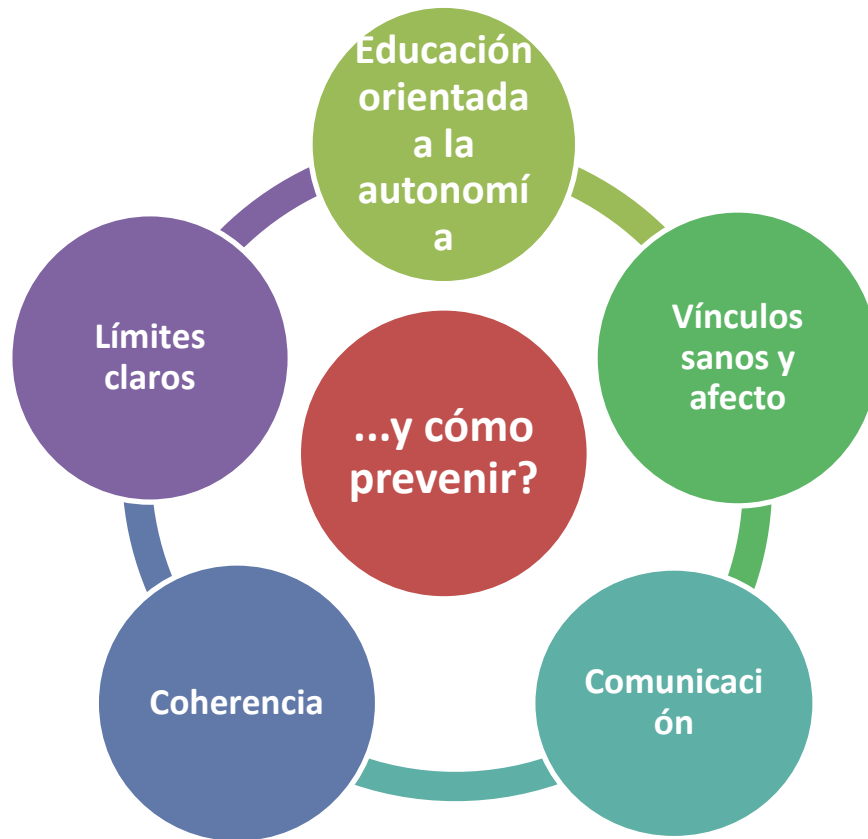 Educación
orientada
a la
autonomí
a
Vínculos
sanos y
afecto
Límites
claros
...y cómo
prevenir?
Coherencia
Comunicaci
ón